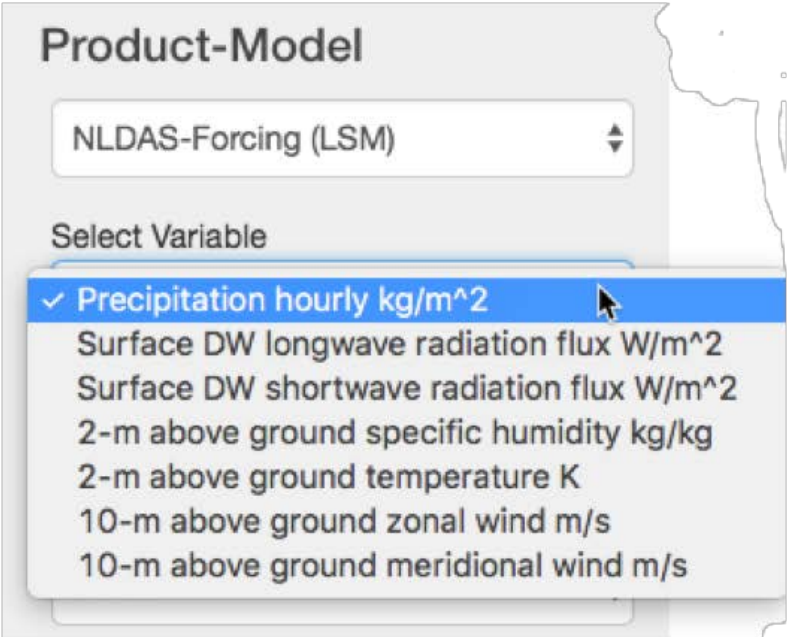 Product-Model
NLDAS-Forcing (LSM)
Select Variable
✓ Precipitation hourly kg/m^2
Surface DW longwave radiation flux W/m^2
Surface DW shortwave radiation flux W/m^2
2-m above ground specific humidity kg/kg
2-m above ground temperature K
10-m above ground zonal wind m/s
10-m above ground meridional wind m/s